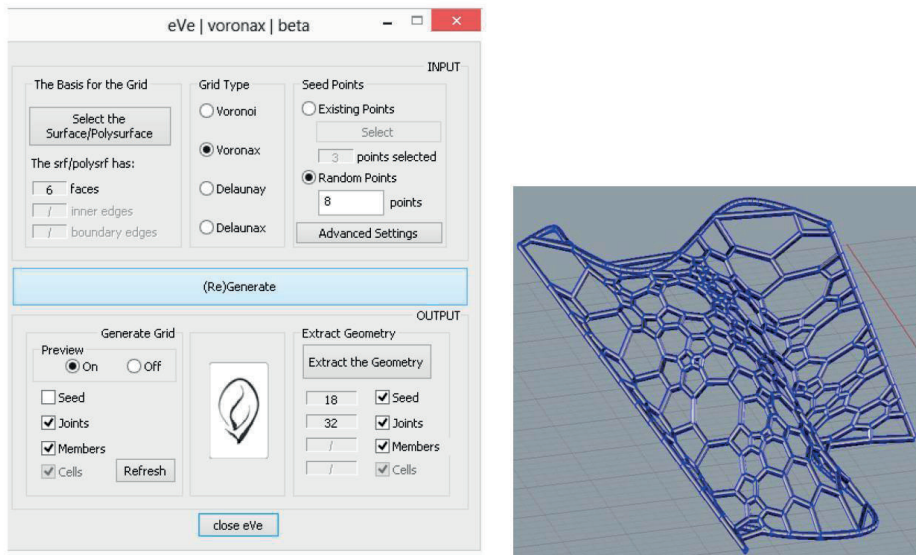 eVe | voronax | beta
INPUT
The Basis for the Grid
Select the
Surface/Polysurface
The srf/polysrf has:
6 faces
/ inner edges
/ boundary edges
Grid Type
Voronoi
Voronax
Delaunay
Delaunax
Seed Points
Existing Points
Select
3 points selected
Random Points
8 points
Advanced Settings
(Re)Generate
OUTPUT
Generate Grid
Preview
On Off
Seed
Joints
Members
Cells Refresh
Extract Geometry
Extract the Geometry
18 Seed
32 Joints
/ Members
/ Cells
close eVe